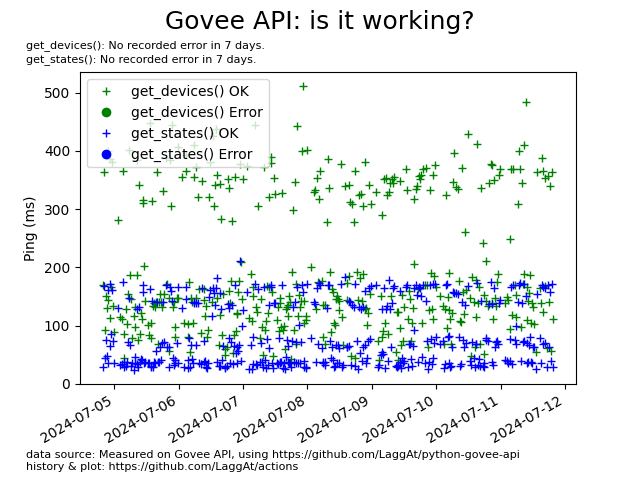 Govee API: is it working?
get_devices(): No recorded error in 7 days.
get_states(): No recorded error in 7 days.
get_devices() OK
get_devices() Error
get_states() OK
get_states() Error
Ping (ms)
500
400
300
200
100
0
2024-07-05
2024-07-06
2024-07-07
2024-07-08
2024-07-09
2024-07-10
2024-07-11
2024-07-12
data source: Measured on Govee API, using https://github.com/LaggAt/python-govee-api
history & plot: https://github.com/LaggAt/actions